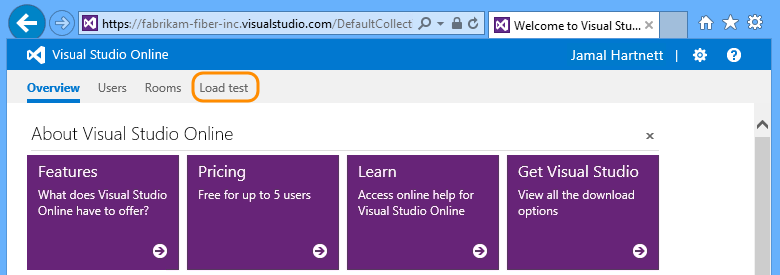 https://fabrikam-fiber-inc.visualstudio.com/DefaultCollect
Welcome to Visual Stu...
Visual Studio Online
Jamal Hartnett |
Overview Users Rooms Load test
About Visual Studio Online
Features
What does Visual Studio
Online have to offer?
Pricing
Free for up to 5 users
Learn
Access online help for
Visual Studio Online
Get Visual Studio
View all the download
options